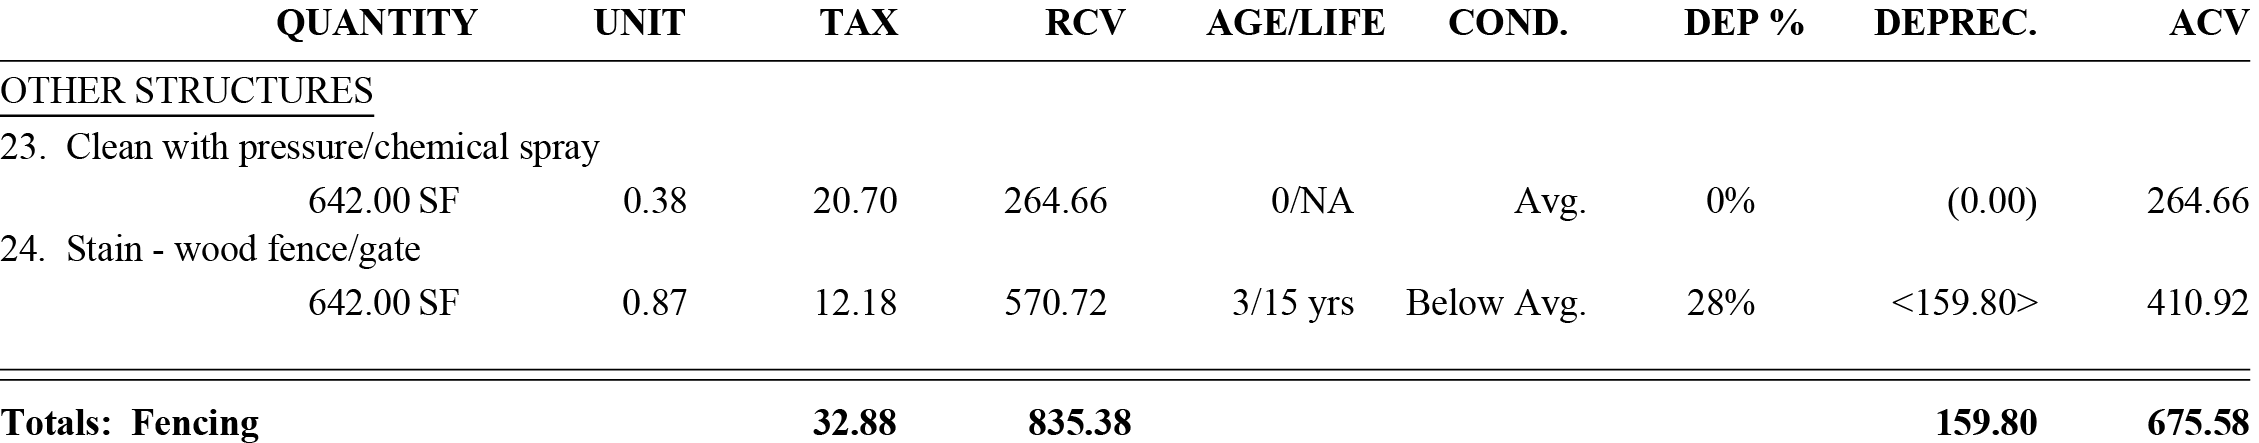 QUANTITY UNIT TAX RCV AGE/LIFE COND. DEP % DEPREC. ACV
OTHER STRUCTURES
23. Clean with pressure/chemical spray
642.00 SF 0.38 20.70 264.66 0/NA Avg. 0% (0.00) 264.66
24. Stain - wood fence/gate
642.00 SF 0.87 12.18 570.72 3/15 yrs Below Avg. 28% <159.80> 410.92
Totals: Fencing 32.88 835.38 159.80 675.58